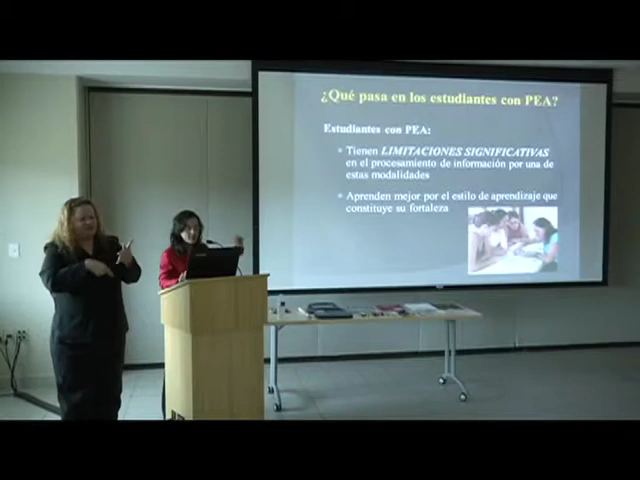 ¿Qué pasa en los estudiantes con PEA?
Estudiantes con PEA:
Tienen LIMITACIONES SIGNIFICATIVAS
en el procesamiento de información por una de
estas modalidades
Aprenden mejor por el estilo de aprendizaje que
constituye su fortaleza